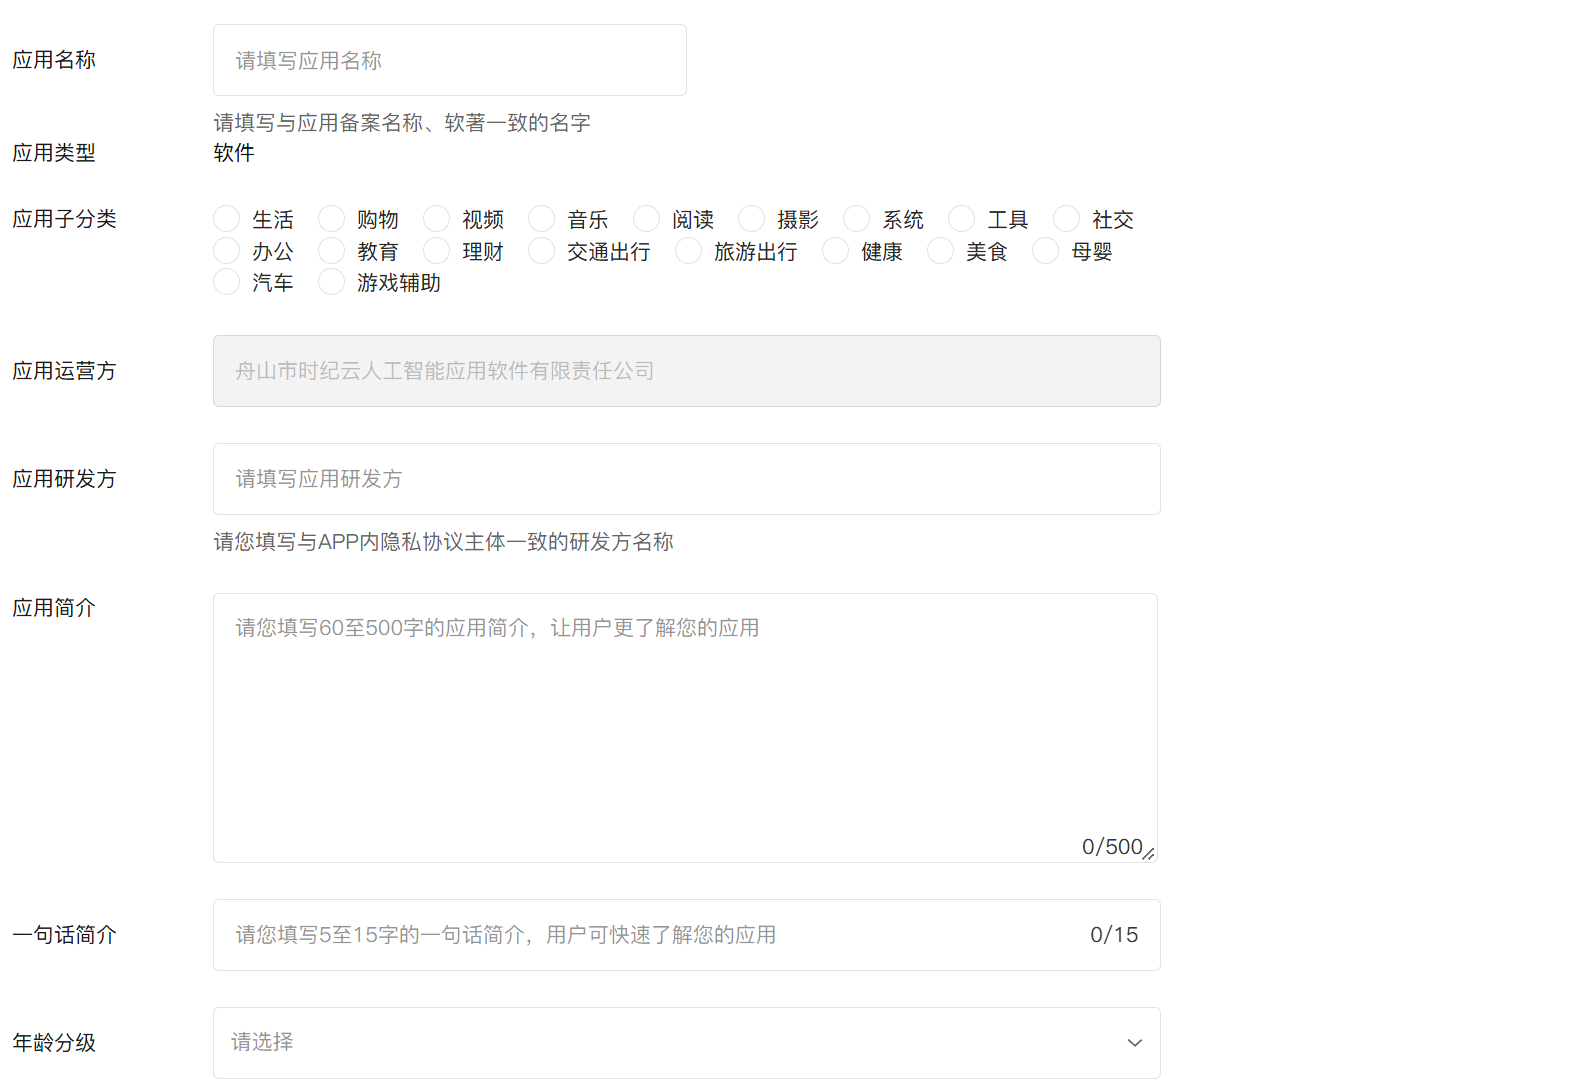 应用名称 请填写应用名称
请填写与应用备案名称、软著一致的名字
应用类型 软件
应用子分类 生活 购物 视频 音乐 阅读 摄影 系统 工具 社交
办公 教育 理财 交通出行 旅游出行 健康 美食 母婴
汽车 游戏辅助
应用运营方 舟山市时纪云人工智能应用软件有限责任公司
应用研发方 请填写应用研发方
请您填写与APP内隐私协议主体一致的研发方名称
应用简介 请您填写60至500字的应用简介，让用户更了解您的应用
0/500
一句话简介 请您填写5至15字的一句话简介，用户可快速了解您的应用 0/15
年龄分级 请选择